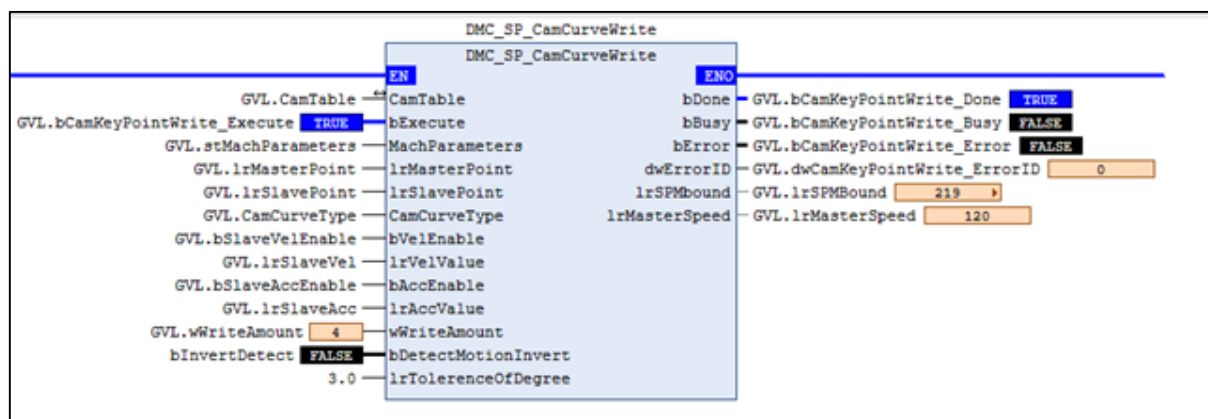 DMC_SP_CamCurveWrite
DMC_SP_CamCurveWrite
EN ENO
GVL.CamTable CamTable bDone GVL.bCamKeyPointWrite_Done TRUE
GVL.bCamKeyPointWrite_Execute TRUE bExecute bBusy GVL.bCamKeyPointWrite_Busy FALSE
GVL.stMachParameters MachParameters bError GVL.bCamKeyPointWrite_Error FALSE
GVL.lrMasterPoint lrMasterPoint dwErrorID GVL.dwCamKeyPointWrite_ErrorID 0
GVL.lrSlavePoint lrSlavePoint lrSPMbound GVL.lrSPMBound 219
GVL.CamCurveType CamCurveType lrMasterSpeed GVL.lrMasterSpeed 120
GVL.bSlaveVelEnable bVelEnable
GVL.lrSlaveVel lrVelValue
GVL.bSlaveAccEnable bAccEnable
GVL.lrSlaveAcc lrAccValue
GVL.wWriteAmount 4 wWriteAmount
bInvertDetect FALSE bDetectMotionInvert
3.0 lrTolerenceOfDegree